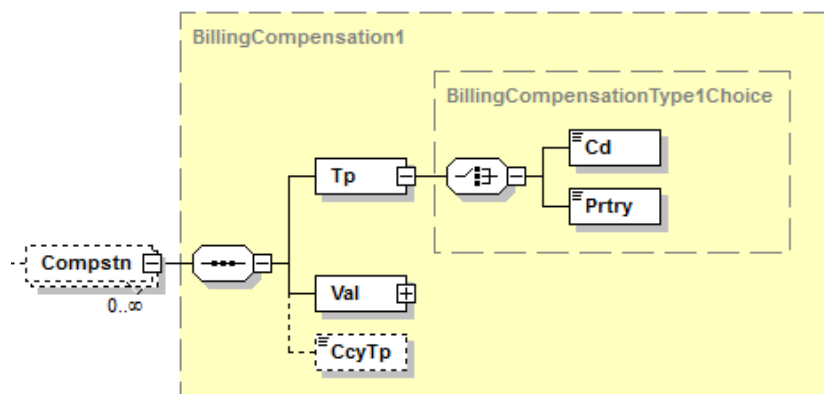 BillingCompensation1
BillingCompensationType1Choice
Cd
Tp
Prtry
Compstn
0..∞
Val
CcyTp